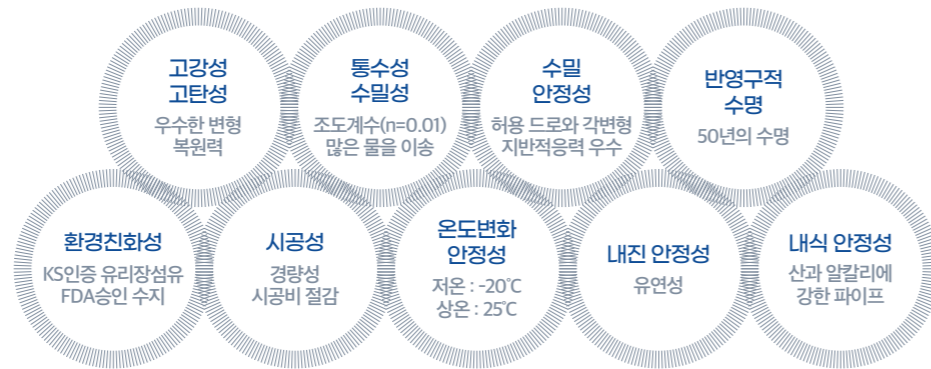 고강성
고탄성
우수한 변형
복원력
통수성
수밀성
조도계수(n=0.01)
많은 물을 이송
수밀
안정성
허용 드로와 각변형
지반적응력 우수
반영구적
수명
50년의 수명
환경친화성
KS인증 유리장섬유
FDA승인 수지
시공성
경량성
시공비 절감
온도변화
안정성
저온 : -20℃
상온 : 25℃
내진 안정성
유연성
내식 안정성
산과 알칼리에
강한 파이프